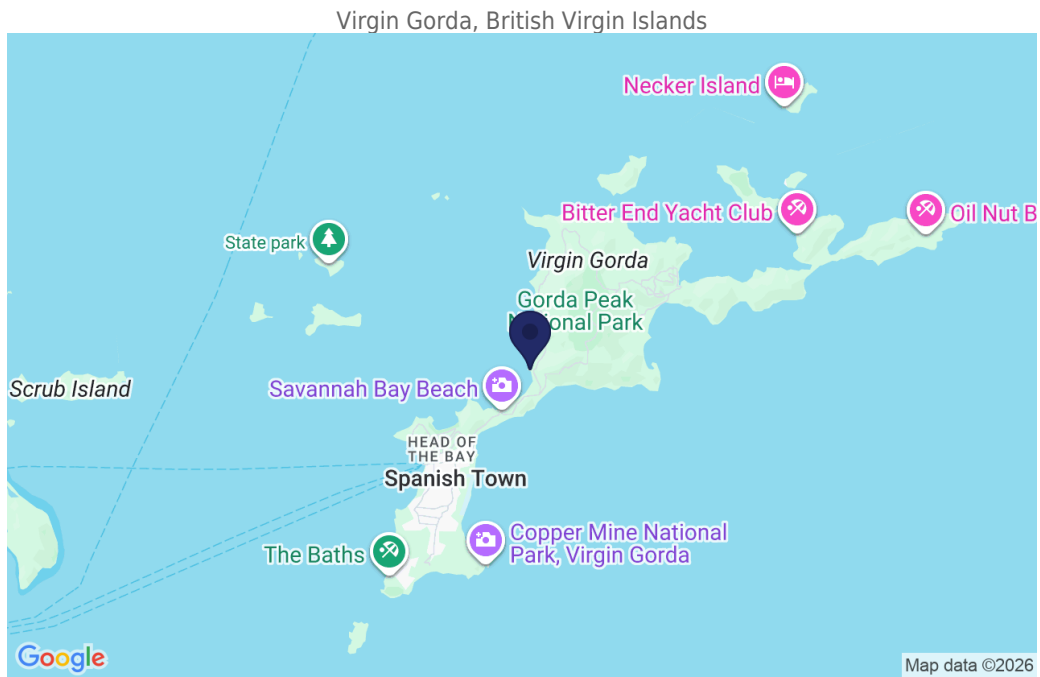 Virgin Gorda, British Virgin Islands
Necker Island
Bitter End Yacht Club
Oil Nut B
State park
Virgin Gorda
Gorda Peak
N ional Park
Scrub Island
Savannah Bay Beach
HEAD OF
THE BAY
Spanish Town
Copper Mine National
Park, Virgin Gorda
The Baths
Google
Map data ©2026